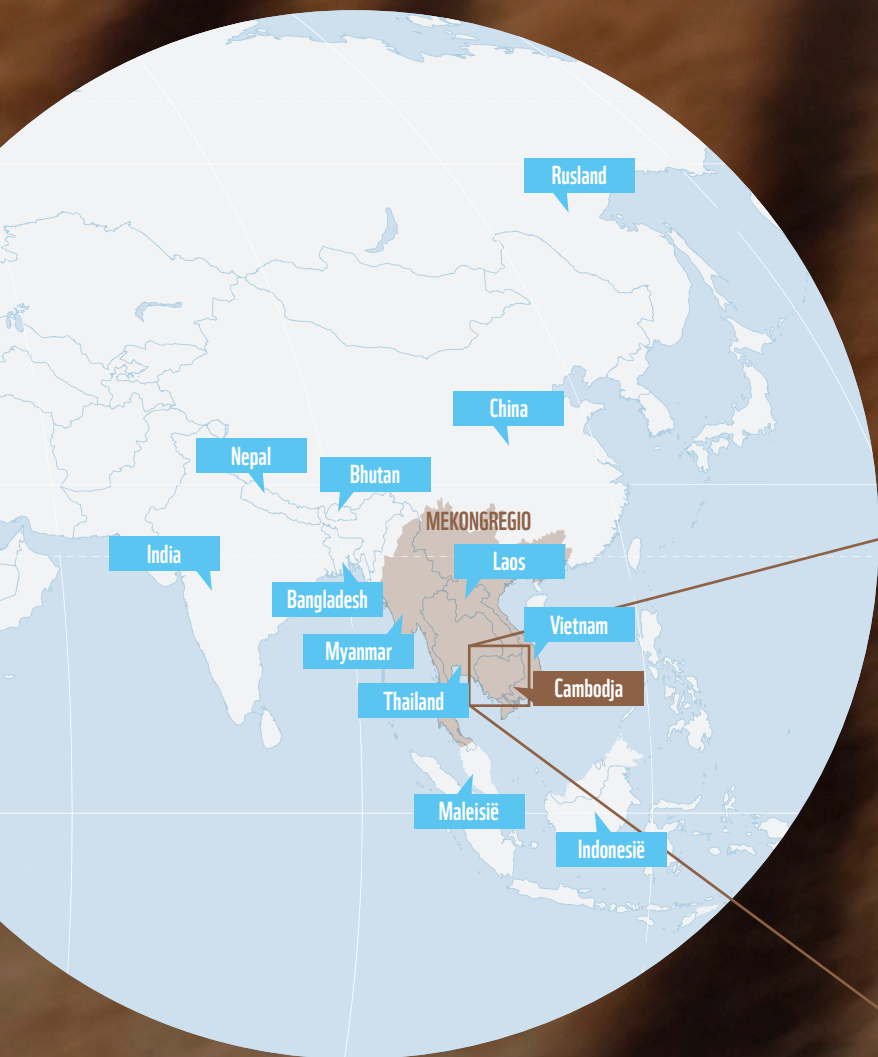 Rusland
China
Nepal
Bhutan
MEKONGREGIO
India
Laos
Bangladesh
Vietnam
Myanmar
Cambodja
Thailand
Maleisië
Indonesië